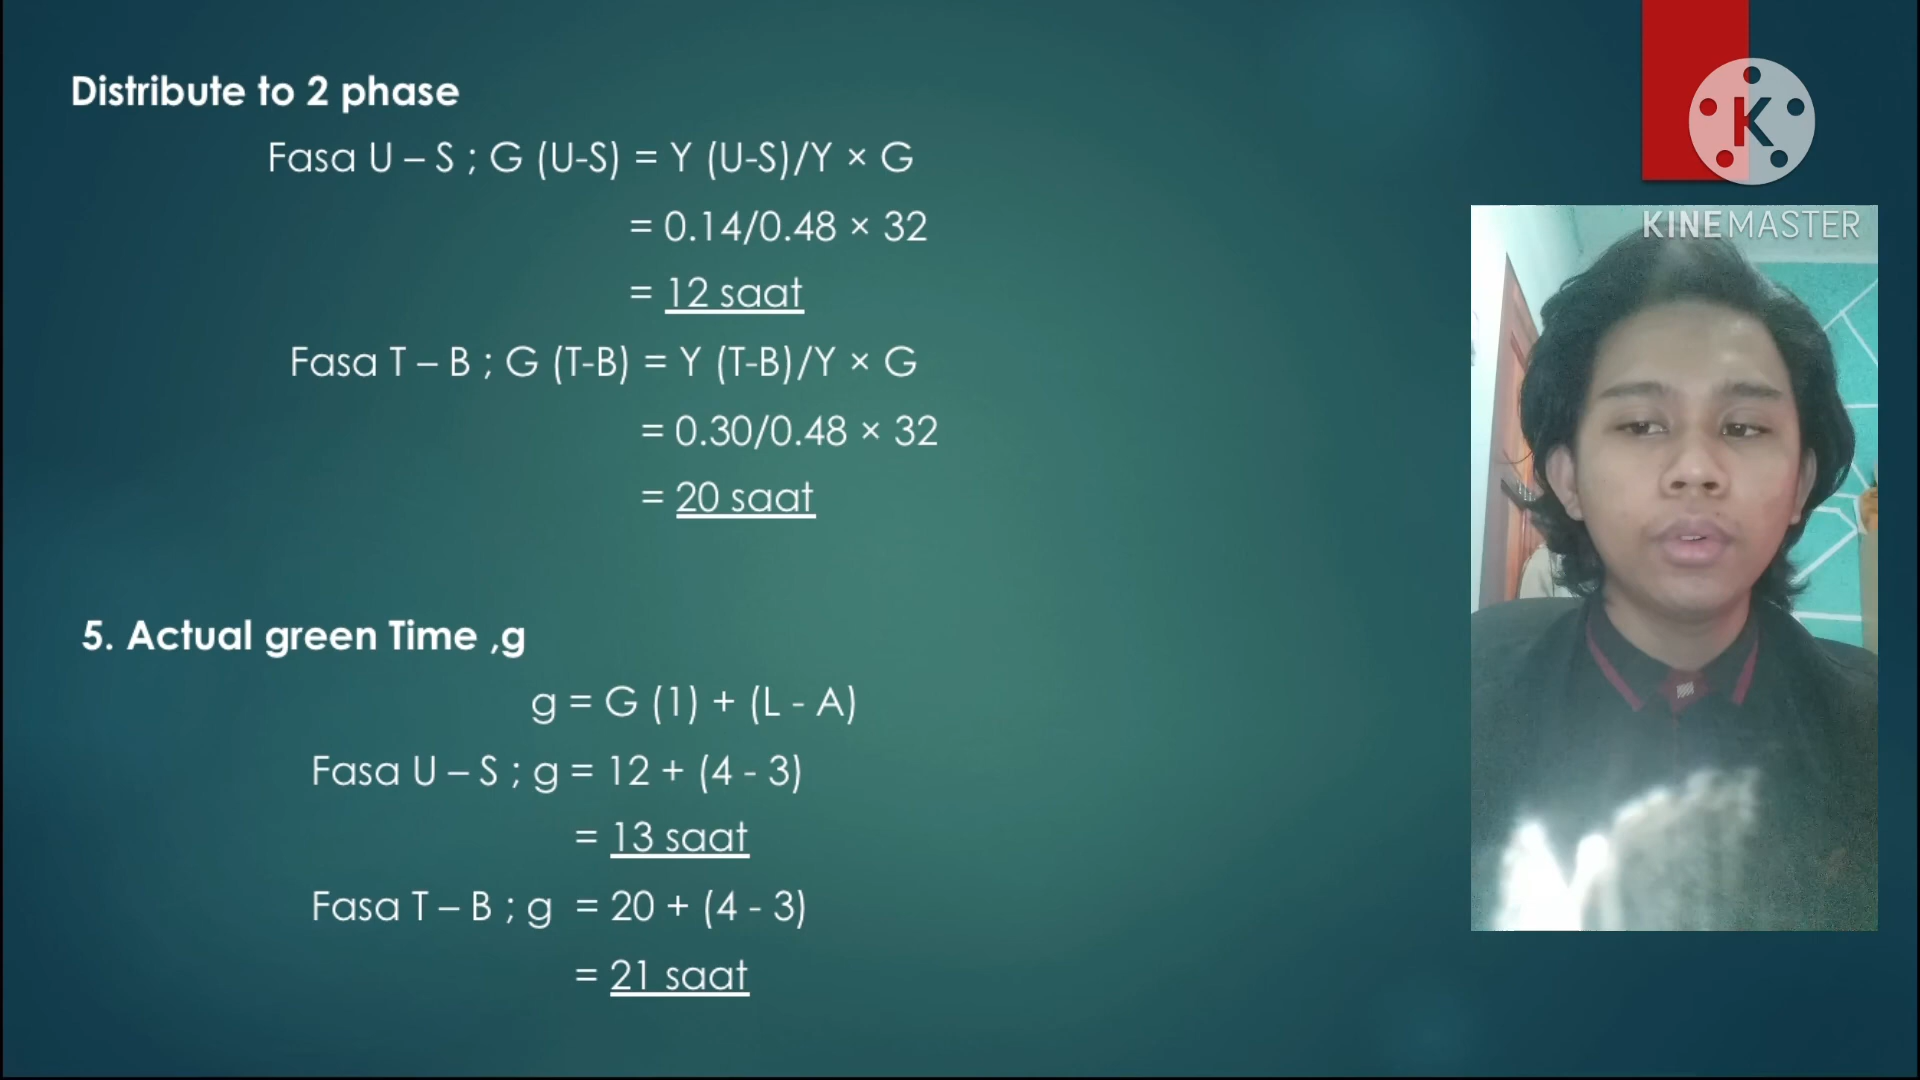 Distribute to 2 phase
Fasa U – S ; G (U-S) = Y (U-S)/Y × G
= 0.14/0.48 × 32
= 12 saat
Fasa T – B ; G (T-B) = Y (T-B)/Y × G
= 0.30/0.48 × 32
= 20 saat
5. Actual green Time ,g
g = G (1) + (L - A)
Fasa U – S ; g = 12 + (4 - 3)
= 13 saat
Fasa T – B ; g = 20 + (4 - 3)
= 21 saat
K
KINEMASTER